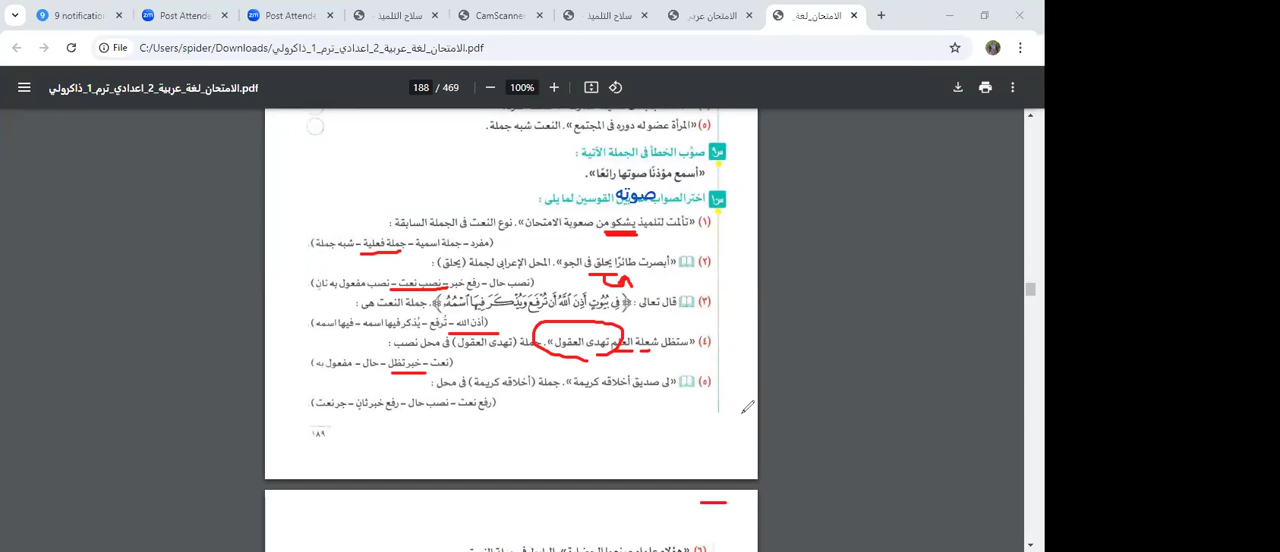 9 notification
Post Attende
Post Attende
سلاح التلميذ -
CamScanner
سلاح التلميذ -
الامتحان عربي
الامتحان_لغة_
File
C:/Users/spider/Downloads/الامتحان_لغة_عربية_2_اعدادي_ترم_1_ذاكرولي.pdf
الامتحان_لغة_عربية_2_اعدادي_ترم_1_ذاكرولي.pdf
188 / 469
100%
(٥) «المرأة عضو له دوره فى المجتمع». النعت شبه جملة.
س٩ صوّب الخطأ فى الجملة الآتية :
«أسمع مؤذنًا صوتها رائعًا».
صوته
س١٠ اختر الصواب مما بين القوسين لما يلى :
(١) «تألمت لتلميذ يشكو من صعوبة الامتحان». نوع النعت فى الجملة السابقة :
(مفرد - جملة اسمية - جملة فعلية - شبه جملة)
(٢) «أبصرت طائرًا يحلق فى الجو». المحل الإعرابى لجملة (يحلق) :
(نصب حال - رفع خبر - نصب نعت - نصب مفعول به ثانٍ)
(٣) قال تعالى : ﴿فِي بُيُوتٍ أَذِنَ اللَّهُ أَن تُرْفَعَ وَيُذْكَرَ فِيهَا اسْمُهُ﴾. جملة النعت هى :
(أذن الله - تُرفع - يُذكر فيها اسمه - فيها اسمه)
(٤) «ستظل شعلة العلم تهدى العقول». جملة (تهدى العقول) فى محل نصب :
(نعت - خبر تظل - حال - مفعول به)
(٥) «لى صديق أخلاقه كريمة». جملة (أخلاقه كريمة) فى محل :
(رفع نعت - نصب حال - رفع خبر ثانٍ - جر نعت)
١٨٩